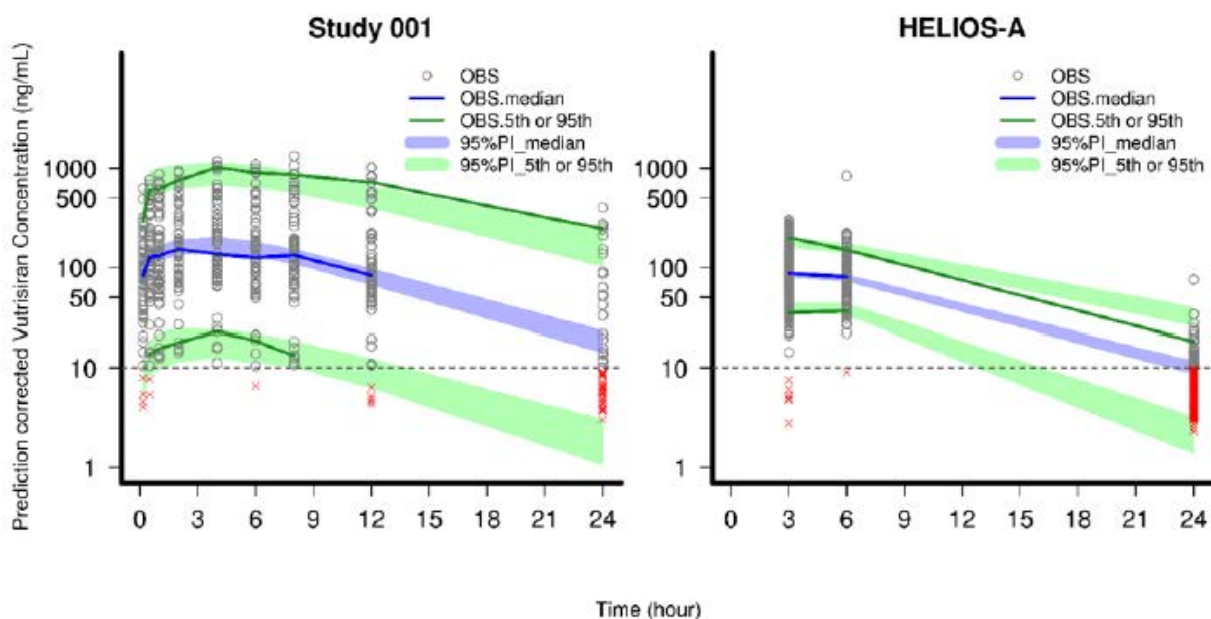 Study 001
OBS
OBS.median
OBS.5th or 95th
95%PI_median
95%PI_5th or 95th
Prediction corrected Vutrisiran Concentration (ng/mL)
1000
500
100
50
10
1
0 3 6 9 12 15 18 21 24
HELIOS-A
OBS
OBS.median
OBS.5th or 95th
95%PI_median
95%PI_5th or 95th
1000
500
100
50
10
1
0 3 6 9 12 15 18 21 24
Time (hour)